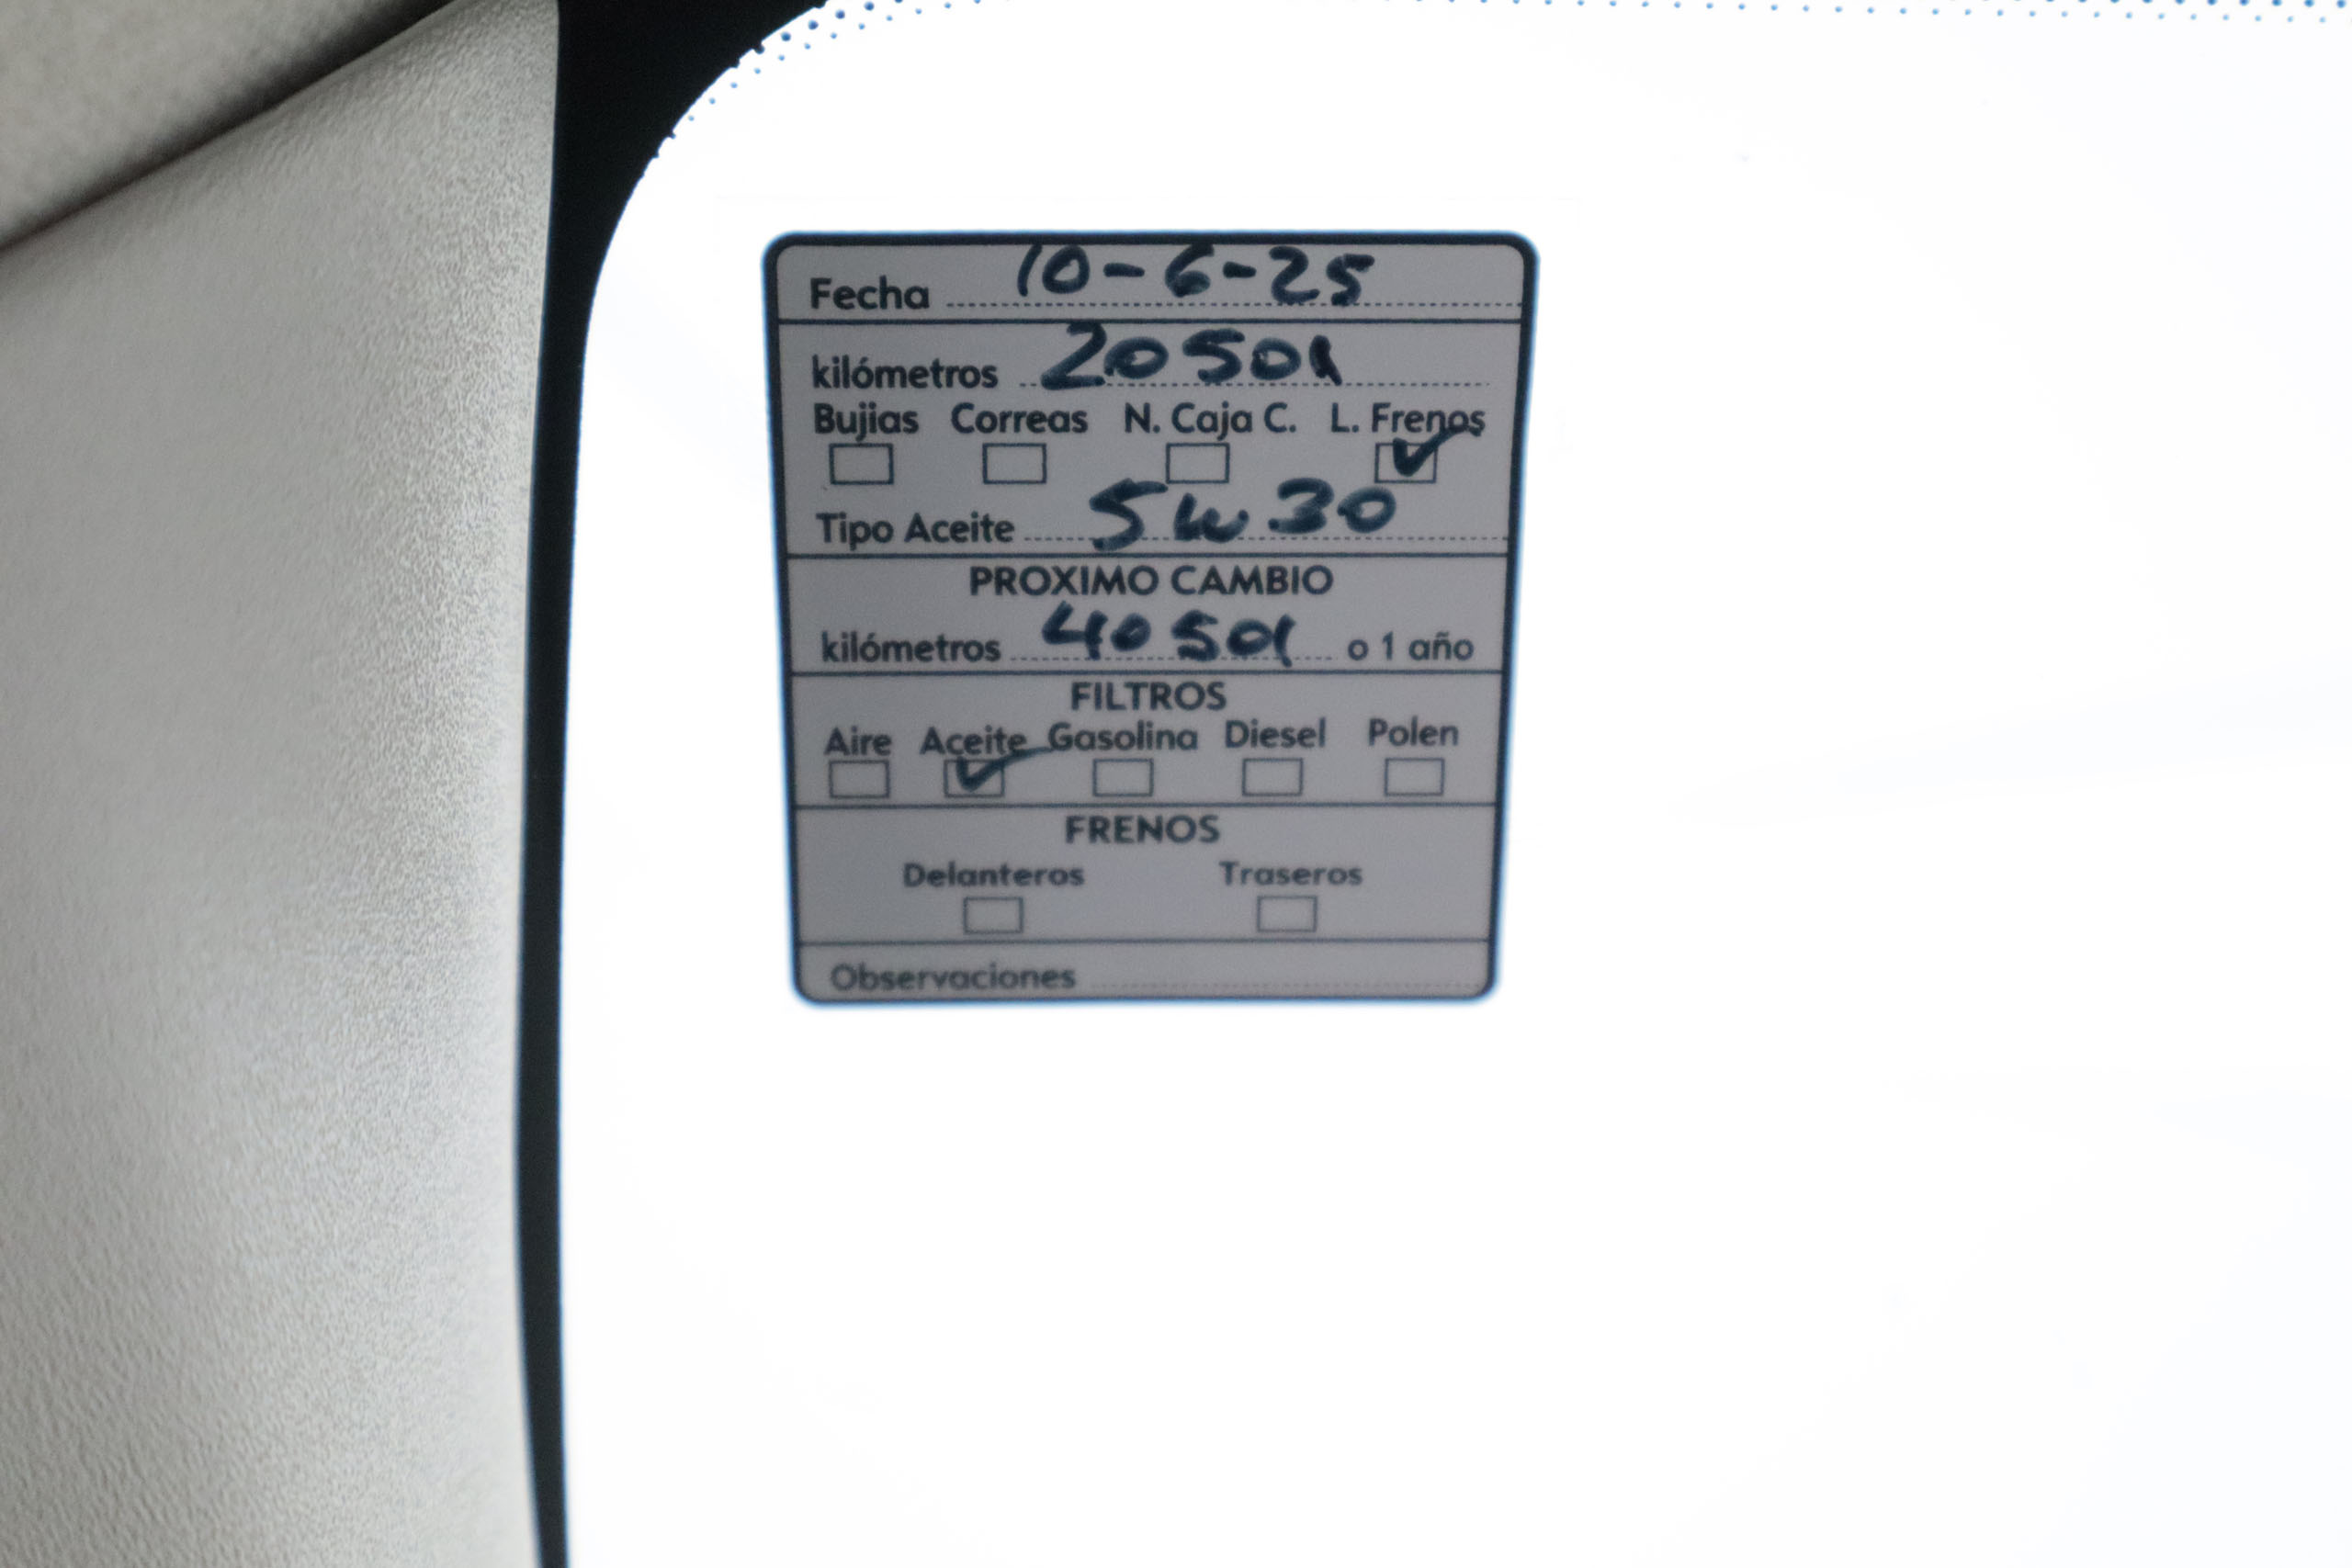 Fecha 10-6-25
kilómetros 20501
Bujias Correas N. Caja C. L. Frenos
Tipo Aceite 5w30
PROXIMO CAMBIO
kilómetros 40501 o 1 año
FILTROS
Aire Aceite Gasolina Diesel Polen
FRENOS
Delanteros Traseros
Observaciones